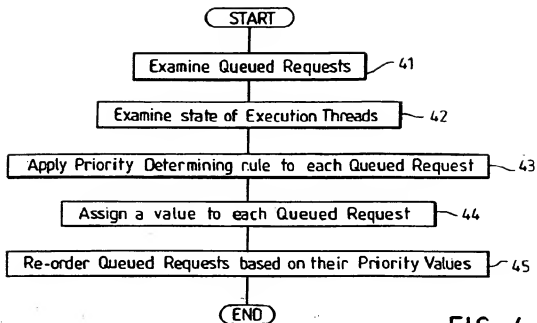 START
Examine Queued Requests
41
Examine state of Execution Threads
42
Apply Priority Determining rule to each Queued Request
43
Assign a value to each Queued Request
44
Re-order Queued Requests based on their Priority Values
45
END
FIG. 4